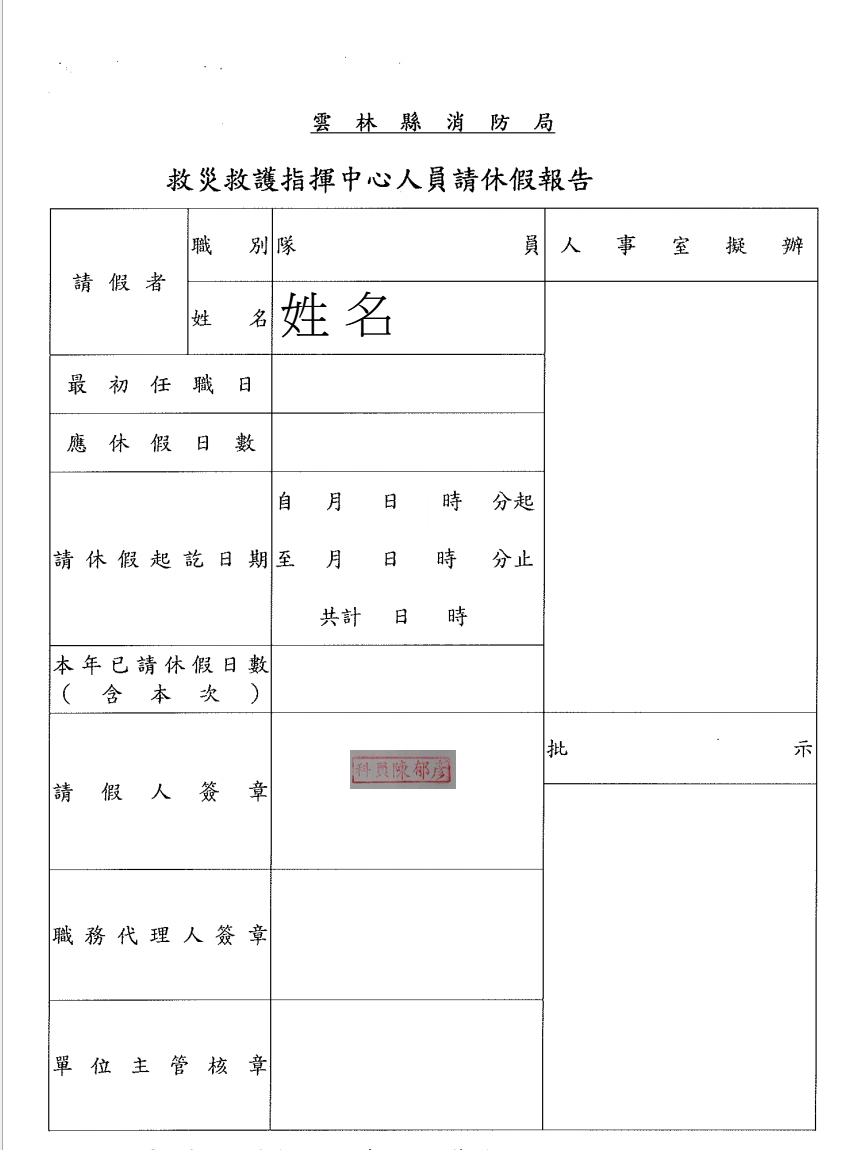 雲林縣消防局
救災救護指揮中心人員請休假報告
請假者
職別
隊員
人事室擬辦
姓名
姓名
最初任職日
應休假日數
請休假起訖日期
自 月 日 時 分起
至 月 日 時 分止
共計 日 時
本年已請休假日數
(含本次)
請假人簽章
科員陳郁彦
批示
職務代理人簽章
單位主管核章